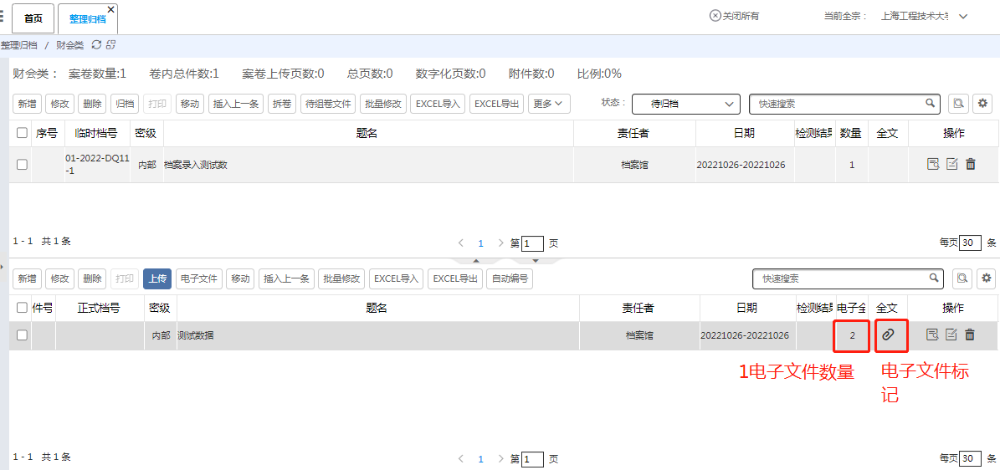 首页 整理归档 关闭所有 当前全宗： 上海工程技术大学
整理归档 / 财会类
财会类： 案卷数量:1 卷内总件数:1 案卷上传页数:0 总页数:0 数字化页数:0 附件数:0 比例:0%
新增 修改 删除 归档 打印 移动 插入上一条 拆卷 待组卷文件 批量修改 EXCEL导入 EXCEL导出 更多 状态： 待归档 快速搜索
序号 临时档号 密级 题名 责任者 日期 检测结果 数量 全文 操作
01-2022-DQ11
-1
内部 档案录入测试数 档案馆 20221026-20221026 1
1 - 1 共 1 条 1 第 1 页 每页 30 条
新增 修改 删除 打印 上传 电子文件 移动 插入上一条 批量修改 EXCEL导入 EXCEL导出 自动编号 快速搜索
件号 正式档号 密级 题名 责任者 日期 检测结果 电子全 全文 操作
内部 测试数据 档案馆 20221026-20221026 2
1电子文件数量
电子文件标
记
1 - 1 共 1 条 1 第 1 页 每页 30 条